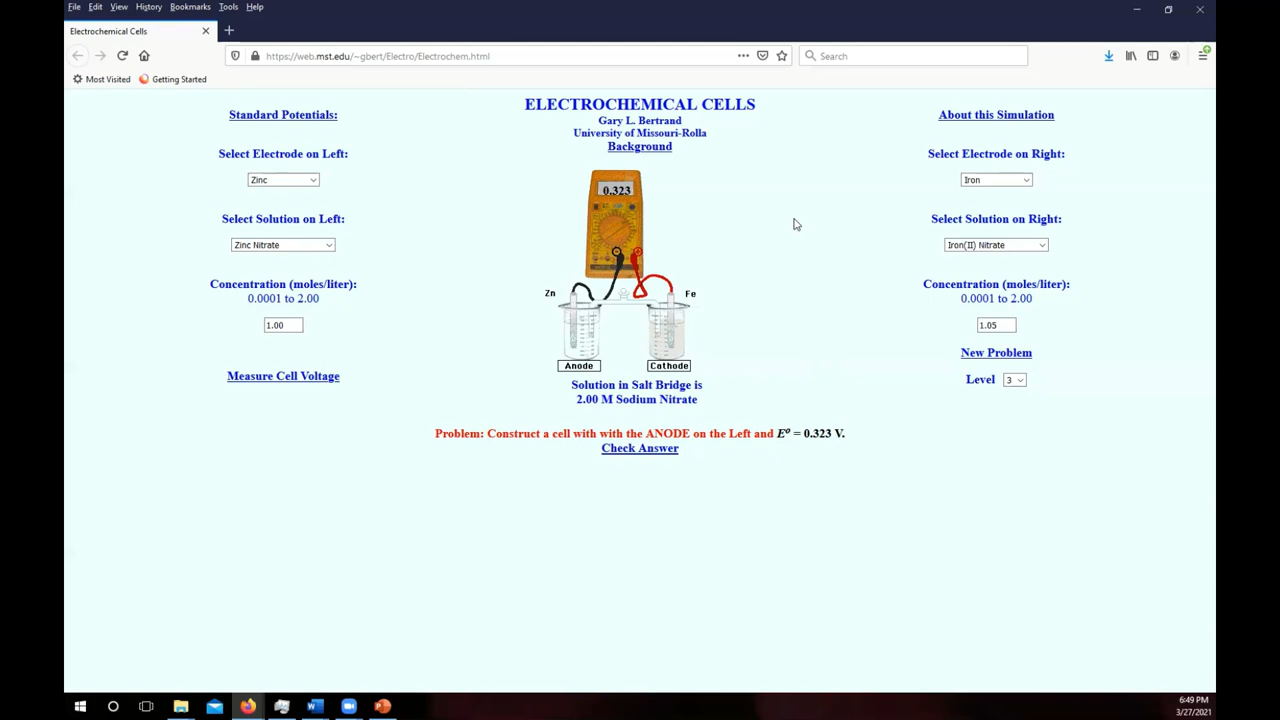 File Edit View History Bookmarks Tools Help
Electrochemical Cells
https://web.mst.edu/~gbert/Electro/Electrochem.html
Search
Most Visited Getting Started
ELECTROCHEMICAL CELLS
Gary L. Bertrand
University of Missouri-Rolla
Background
Standard Potentials:
Select Electrode on Left:
Zinc
Select Solution on Left:
Zinc Nitrate
Concentration (moles/liter):
0.0001 to 2.00
1.00
Measure Cell Voltage
0.323
Zn
Fe
Anode
Cathode
Solution in Salt Bridge is
2.00 M Sodium Nitrate
About this Simulation
Select Electrode on Right:
Iron
Select Solution on Right:
Iron(II) Nitrate
Concentration (moles/liter):
0.0001 to 2.00
1.05
New Problem
Level 3
Problem: Construct a cell with with the ANODE on the Left and E° = 0.323 V.
Check Answer
6:49 PM
3/27/2021